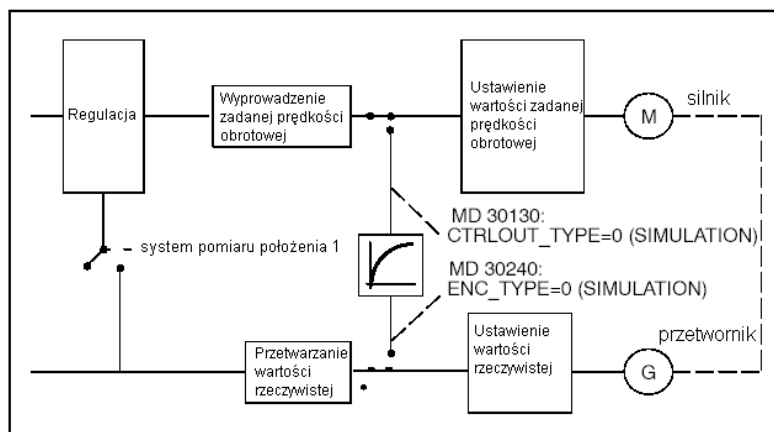 Regulacja
Wyprowadzenie
zadanej prędkości
obrotowej
Ustawienie
wartości zadanej
prędkości
obrotowej
silnik
M
system pomiaru położenia 1
MD 30130:
CTRLOUT_TYPE=0 (SIMULATION)
MD 30240:
ENC_TYPE=0 (SIMULATION)
Przetwarzanie
wartości
rzeczywistej
Ustawienie
wartości
rzeczywistej
przetwornik
G